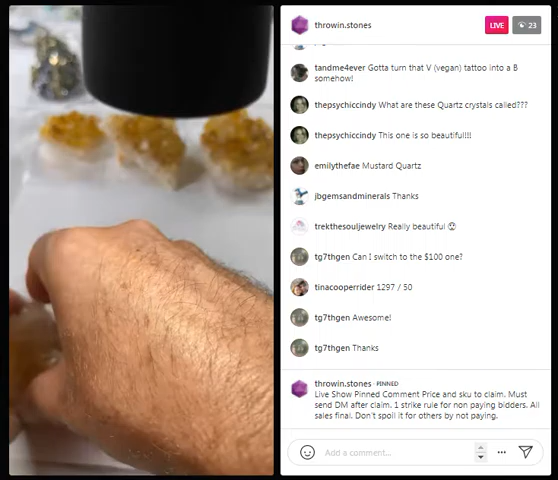 throwin.stones
LIVE
23
tandme4ever Gotta turn that V (vegan) tattoo into a B
somehow!
thepsychiccindy What are these Quartz crystals called???
thepsychiccindy This one is so beautiful!!!
emilythefae Mustard Quartz
jbgemsandminerals Thanks
trekthesouljewelry Really beautiful
tg7thgen Can I switch to the $100 one?
tinacooperrider 1297 / 50
tg7thgen Awesome!
tg7thgen Thanks
throwin.stones · PINNED
Live Show Pinned Comment Price and sku to claim. Must
send DM after claim. 1 strike rule for non paying bidders. All
sales final. Don't spoil it for others by not paying.
Add a comment...